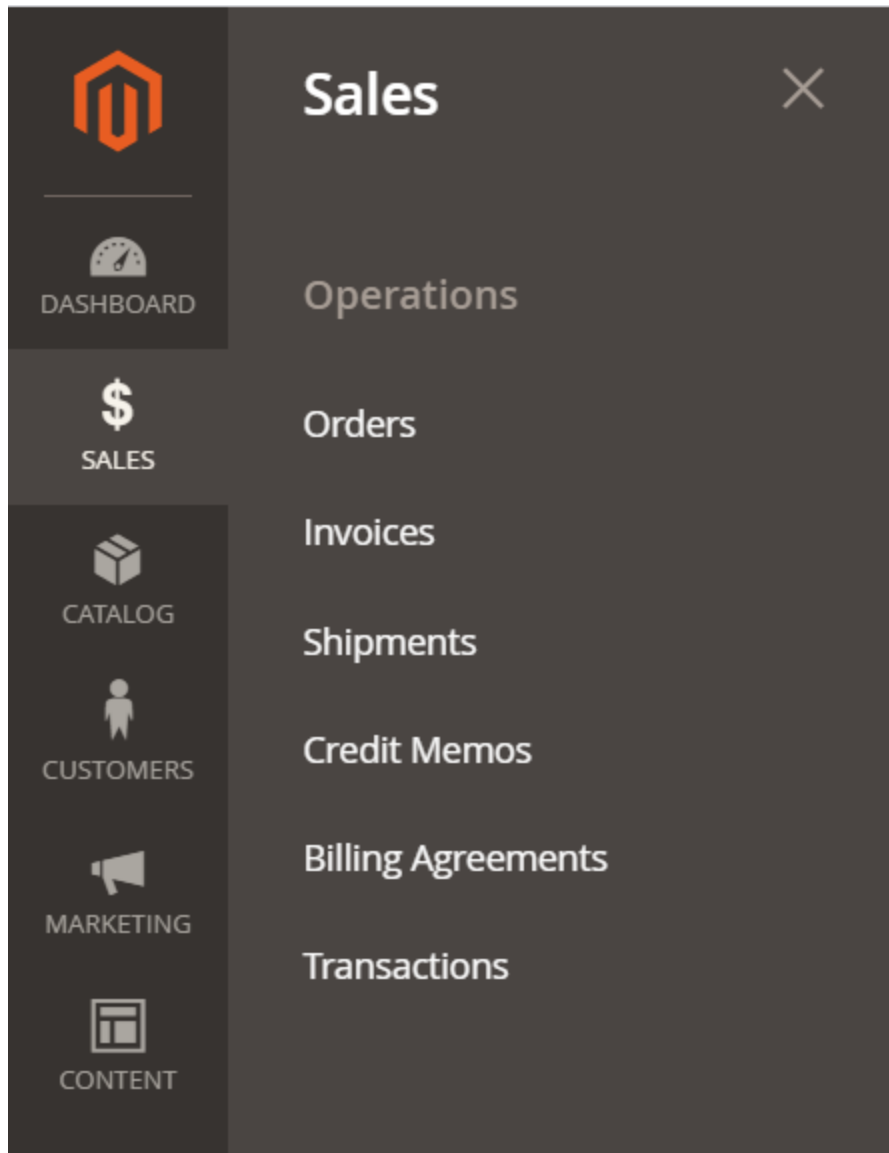 Sales
Operations
Orders
Invoices
Shipments
Credit Memos
Billing Agreements
Transactions
DASHBOARD
$
SALES
CATALOG
CUSTOMERS
MARKETING
CONTENT